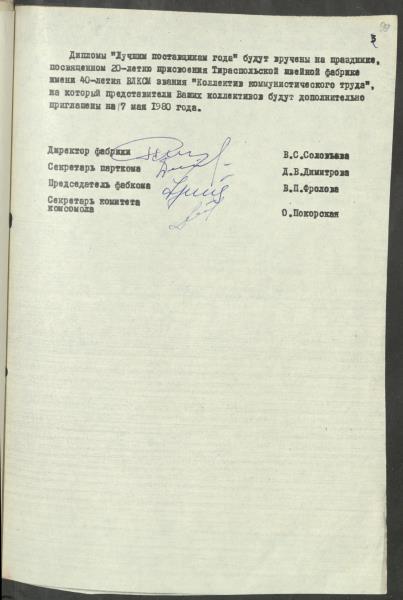 3
Дипломы "Лучшим поставщикам года" будут вручены на празднике,
посвященном 20-летию присвоения Тираспольской швейной фабрике
имени 40-летия ВЛКСМ звания "Коллектив коммунистического труда",
на который представители Ваших коллективов будут дополнительно
приглашены на 7 мая 1980 года.
Директор фабрики В.С.Соловьева
Секретарь парткома Д.В.Димитрова
Председатель фабкома В.П.Фролова
Секретарь комитета
комсомола О.Покорская